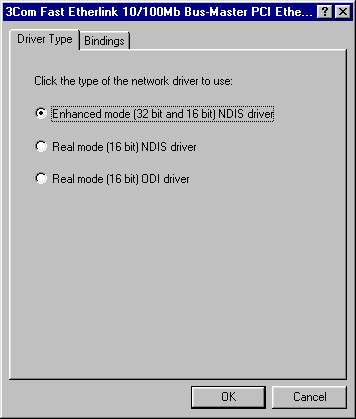 3Com Fast Etherlink 10/100Mb Bus-Master PCI Ethe... ? ×
Driver Type Bindings
Click the type of the network driver to use:
Enhanced mode (32 bit and 16 bit) NDIS driver
Real mode (16 bit) NDIS driver
Real mode (16 bit) ODI driver
OK Cancel